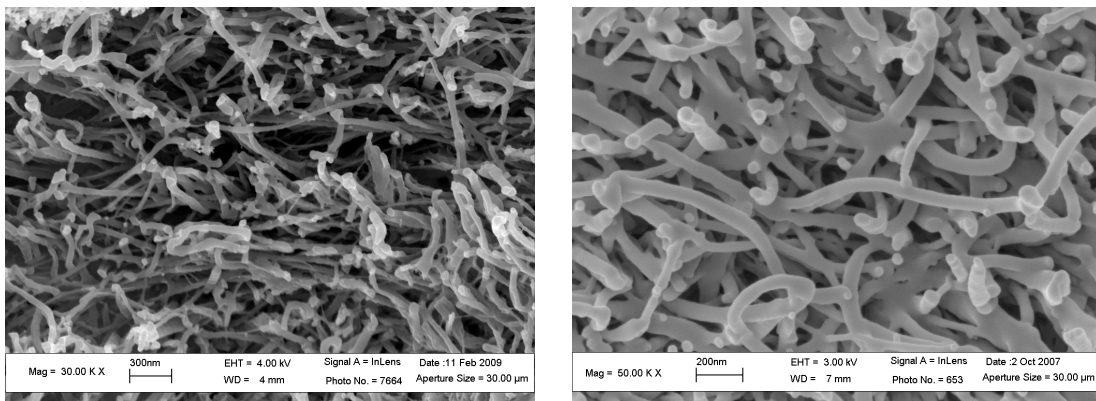 300nm
Mag = 30.00 K X
EHT = 4.00 kV
WD = 4 mm
Signal A = InLens
Photo No. = 7664
Date :11 Feb 2009
Aperture Size = 30.00 µm
200nm
Mag = 50.00 K X
EHT = 3.00 kV
WD = 7 mm
Signal A = InLens
Photo No. = 653
Date :2 Oct 2007
Aperture Size = 30.00 µm